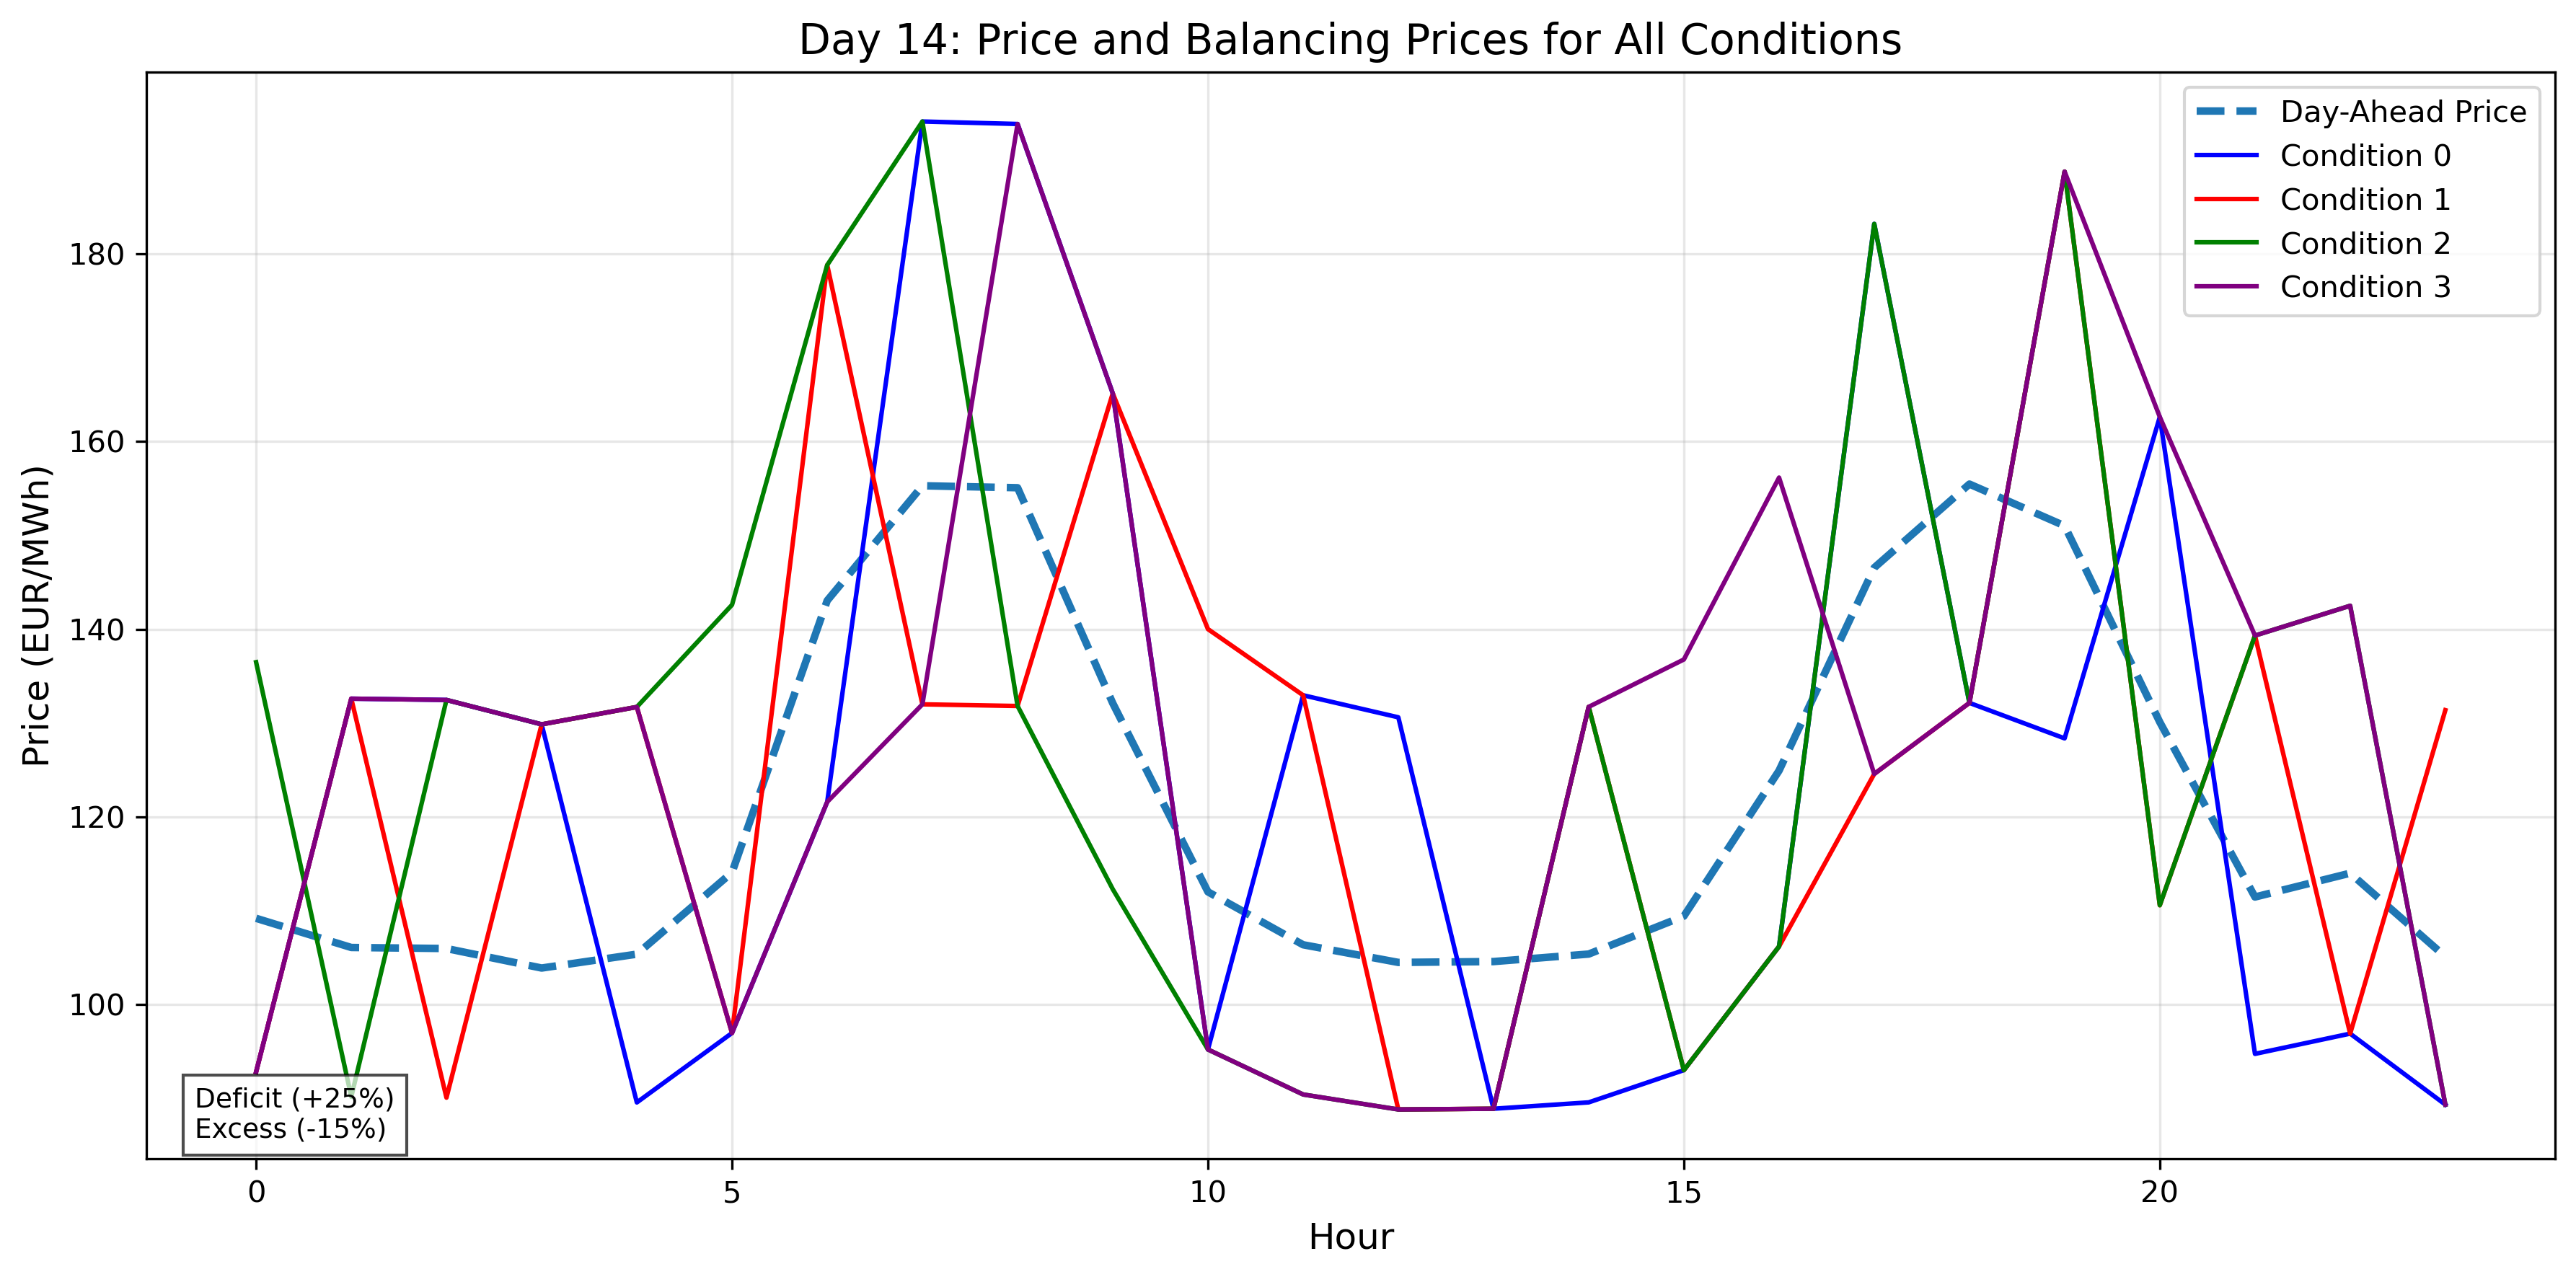 Day 14: Price and Balancing Prices for All Conditions
Price (EUR/MWh)
180
160
140
120
100
Day-Ahead Price
Condition 0
Condition 1
Condition 2
Condition 3
Deficit (+25%)
Excess (-15%)
0
5
10
15
20
Hour